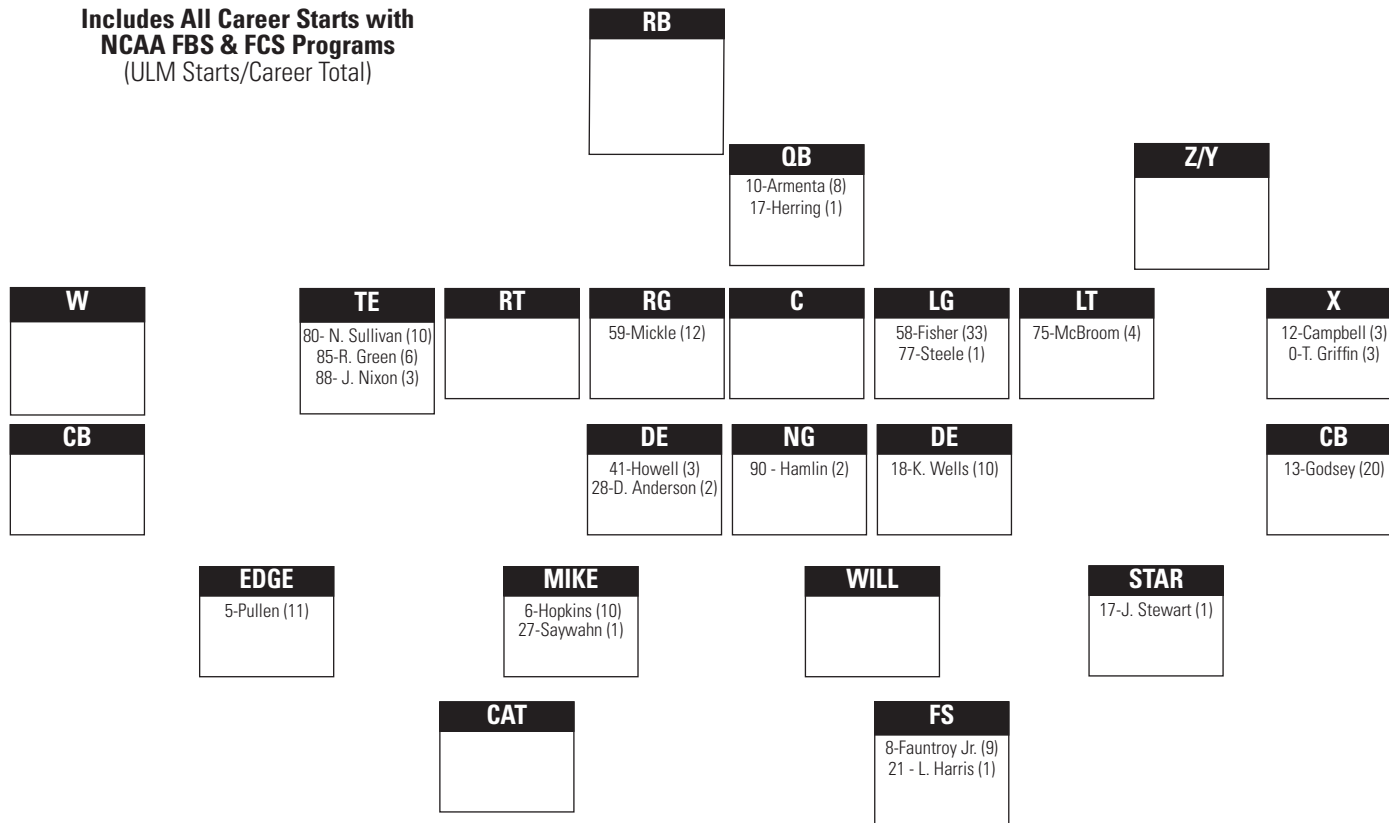 Includes All Career Starts with
NCAA FBS & FCS Programs
(ULM Starts/Career Total)
RB
QB
10-Armenta (8)
17-Herring (1)
Z/Y
W
TE
80- N. Sullivan (10)
85-R. Green (6)
88- J. Nixon (3)
RT
RG
59-Mickle (12)
C
LG
58-Fisher (33)
77-Steele (1)
LT
75-McBroom (4)
X
12-Campbell (3)
0-T. Griffin (3)
CB
DE
41-Howell (3)
28-D. Anderson (2)
NG
90 - Hamlin (2)
DE
18-K. Wells (10)
CB
13-Godsey (20)
EDGE
5-Pullen (11)
MIKE
6-Hopkins (10)
27-Saywahn (1)
WILL
STAR
17-J. Stewart (1)
CAT
FS
8-Fauntroy Jr. (9)
21 - L. Harris (1)